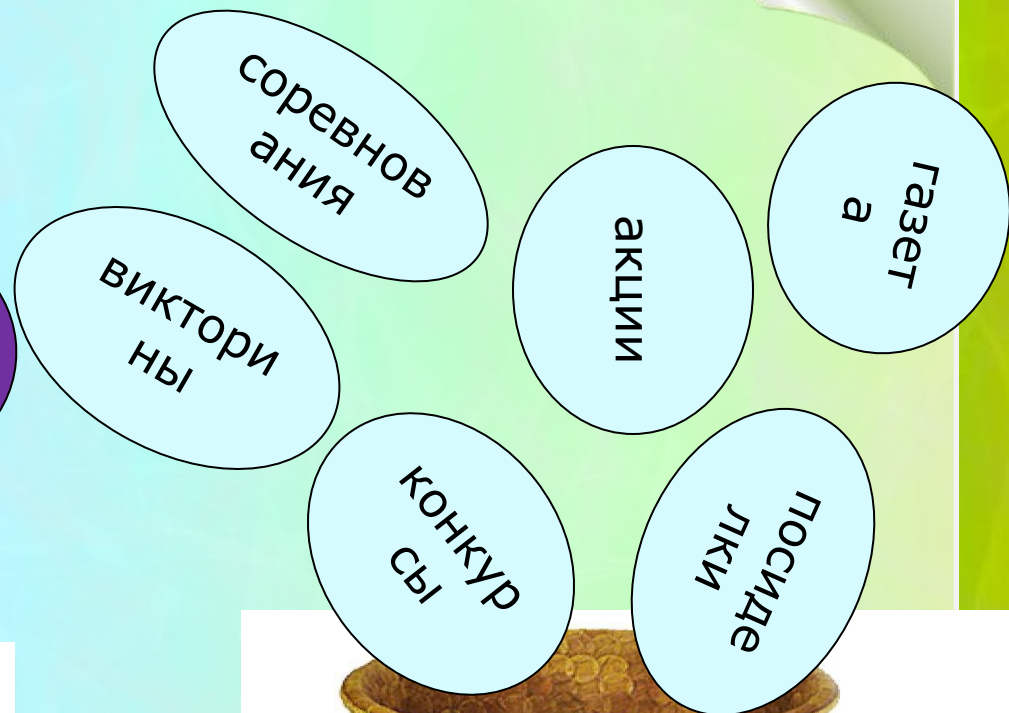 соревнов
ания
газет
а
акции
виктори
ны
конкур
сы
посиде
лки